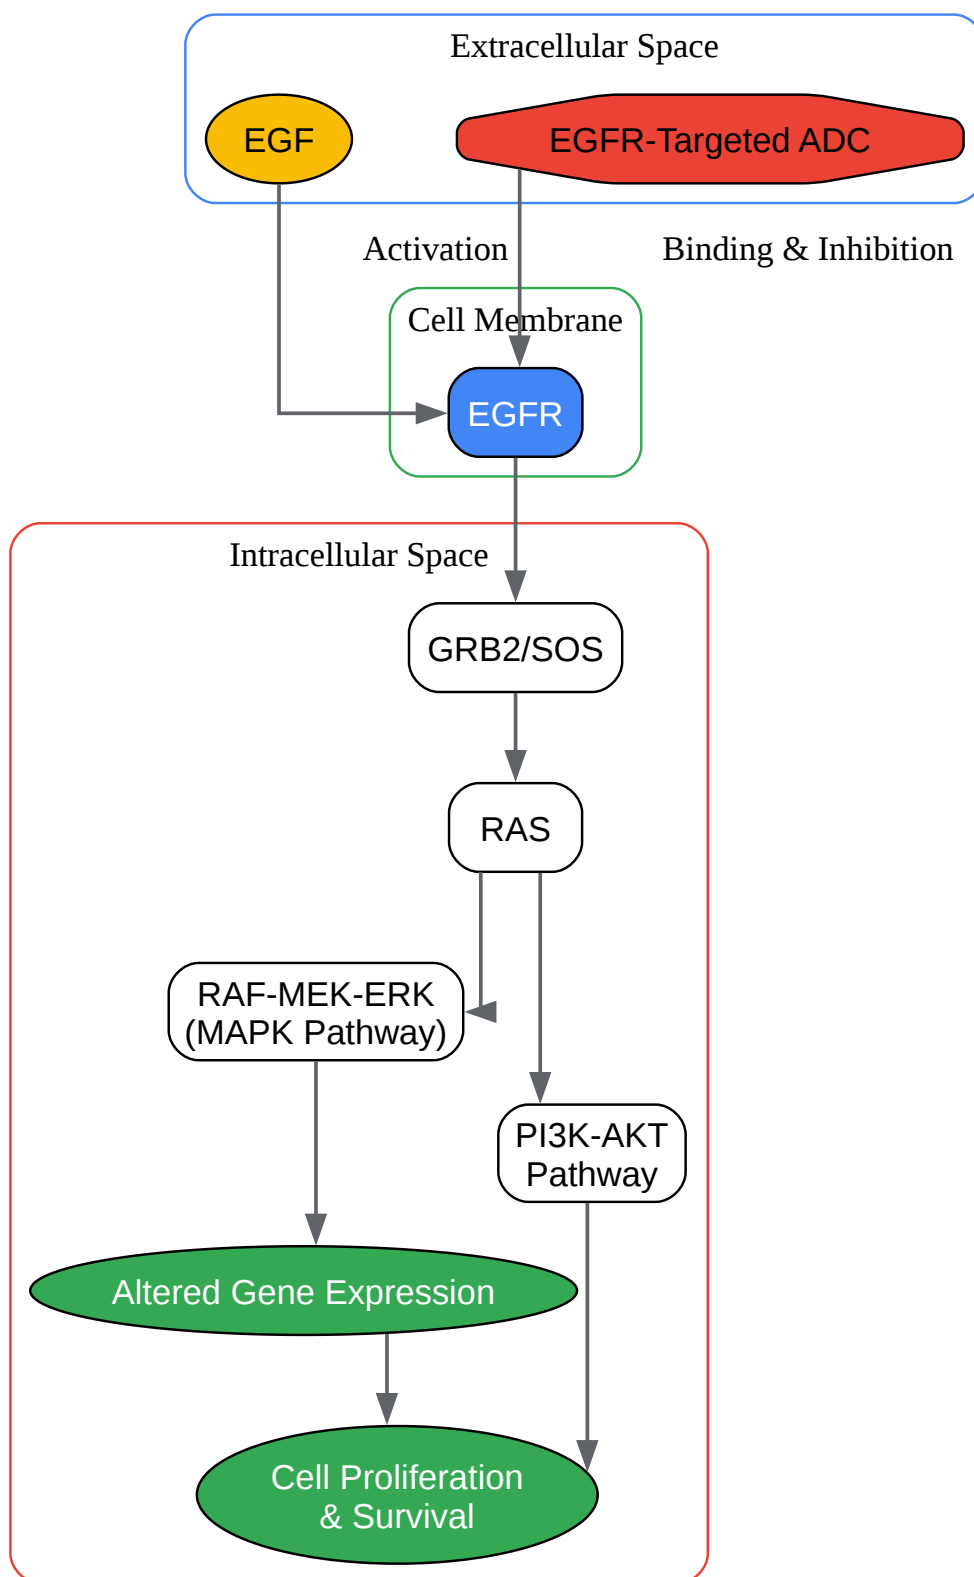 Extracellular Space
EGF
EGFR-Targeted ADC
Activation
Binding & Inhibition
Cell Membrane
EGFR
Intracellular Space
GRB2/SOS
RAS
RAF-MEK-ERK
(MAPK Pathway)
PI3K-AKT
Pathway
Altered Gene Expression
Cell Proliferation
& Survival